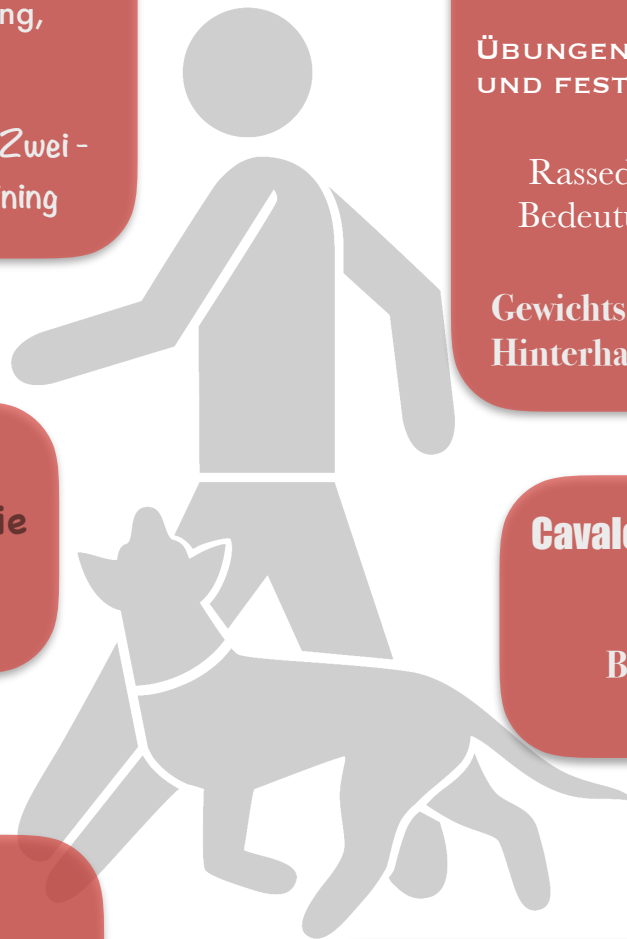 ng,
Zwei -
ning
ÜBUNGEN
UND FEST
Rassed
Bedeutu
Gewichts
Hinterha
ie
Cavale
B